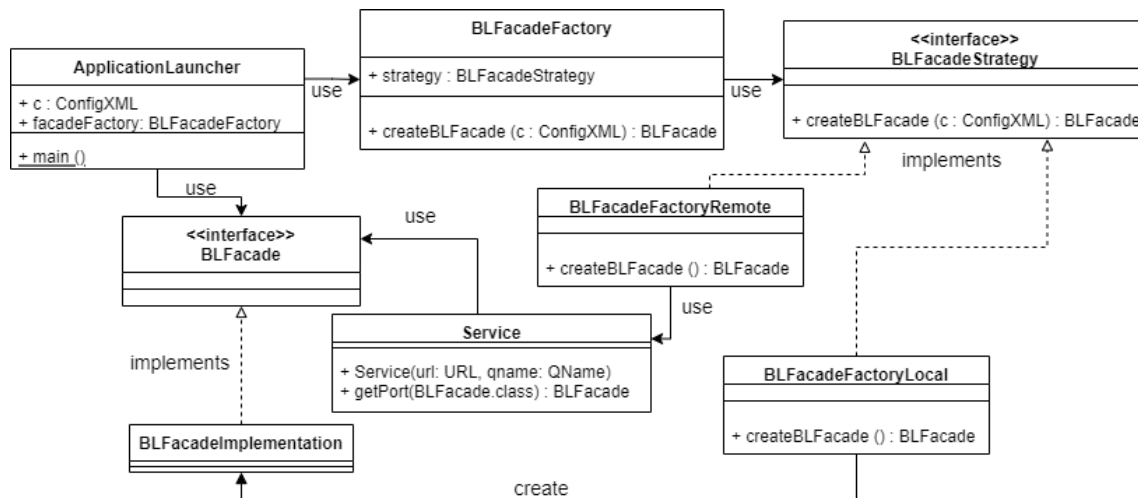 BLFacadeFactory
+ strategy : BLFacadeStrategy
+ createBLFacade (c : ConfigXML) : BLFacade
<<interface>>
BLFacadeStrategy
+ createBLFacade (c : ConfigXML) : BLFacade
ApplicationLauncher
+ c : ConfigXML
+ facadeFactory: BLFacadeFactory
+ main ()
use
use
implements
use
<<interface>>
BLFacade
use
BLFacadeFactoryRemote
+ createBLFacade () : BLFacade
use
Service
+ Service(url: URL, qname: QName)
+ getPort(BLFacade.class) : BLFacade
implements
BLFacadeFactoryLocal
+ createBLFacade () : BLFacade
BLFacadeImplementation
create